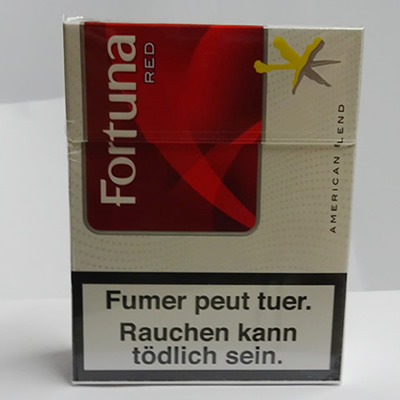 Fortuna
RED
AMERICAN BLEND
Fumer peut tuer.
Rauchen kann
tödlich sein.